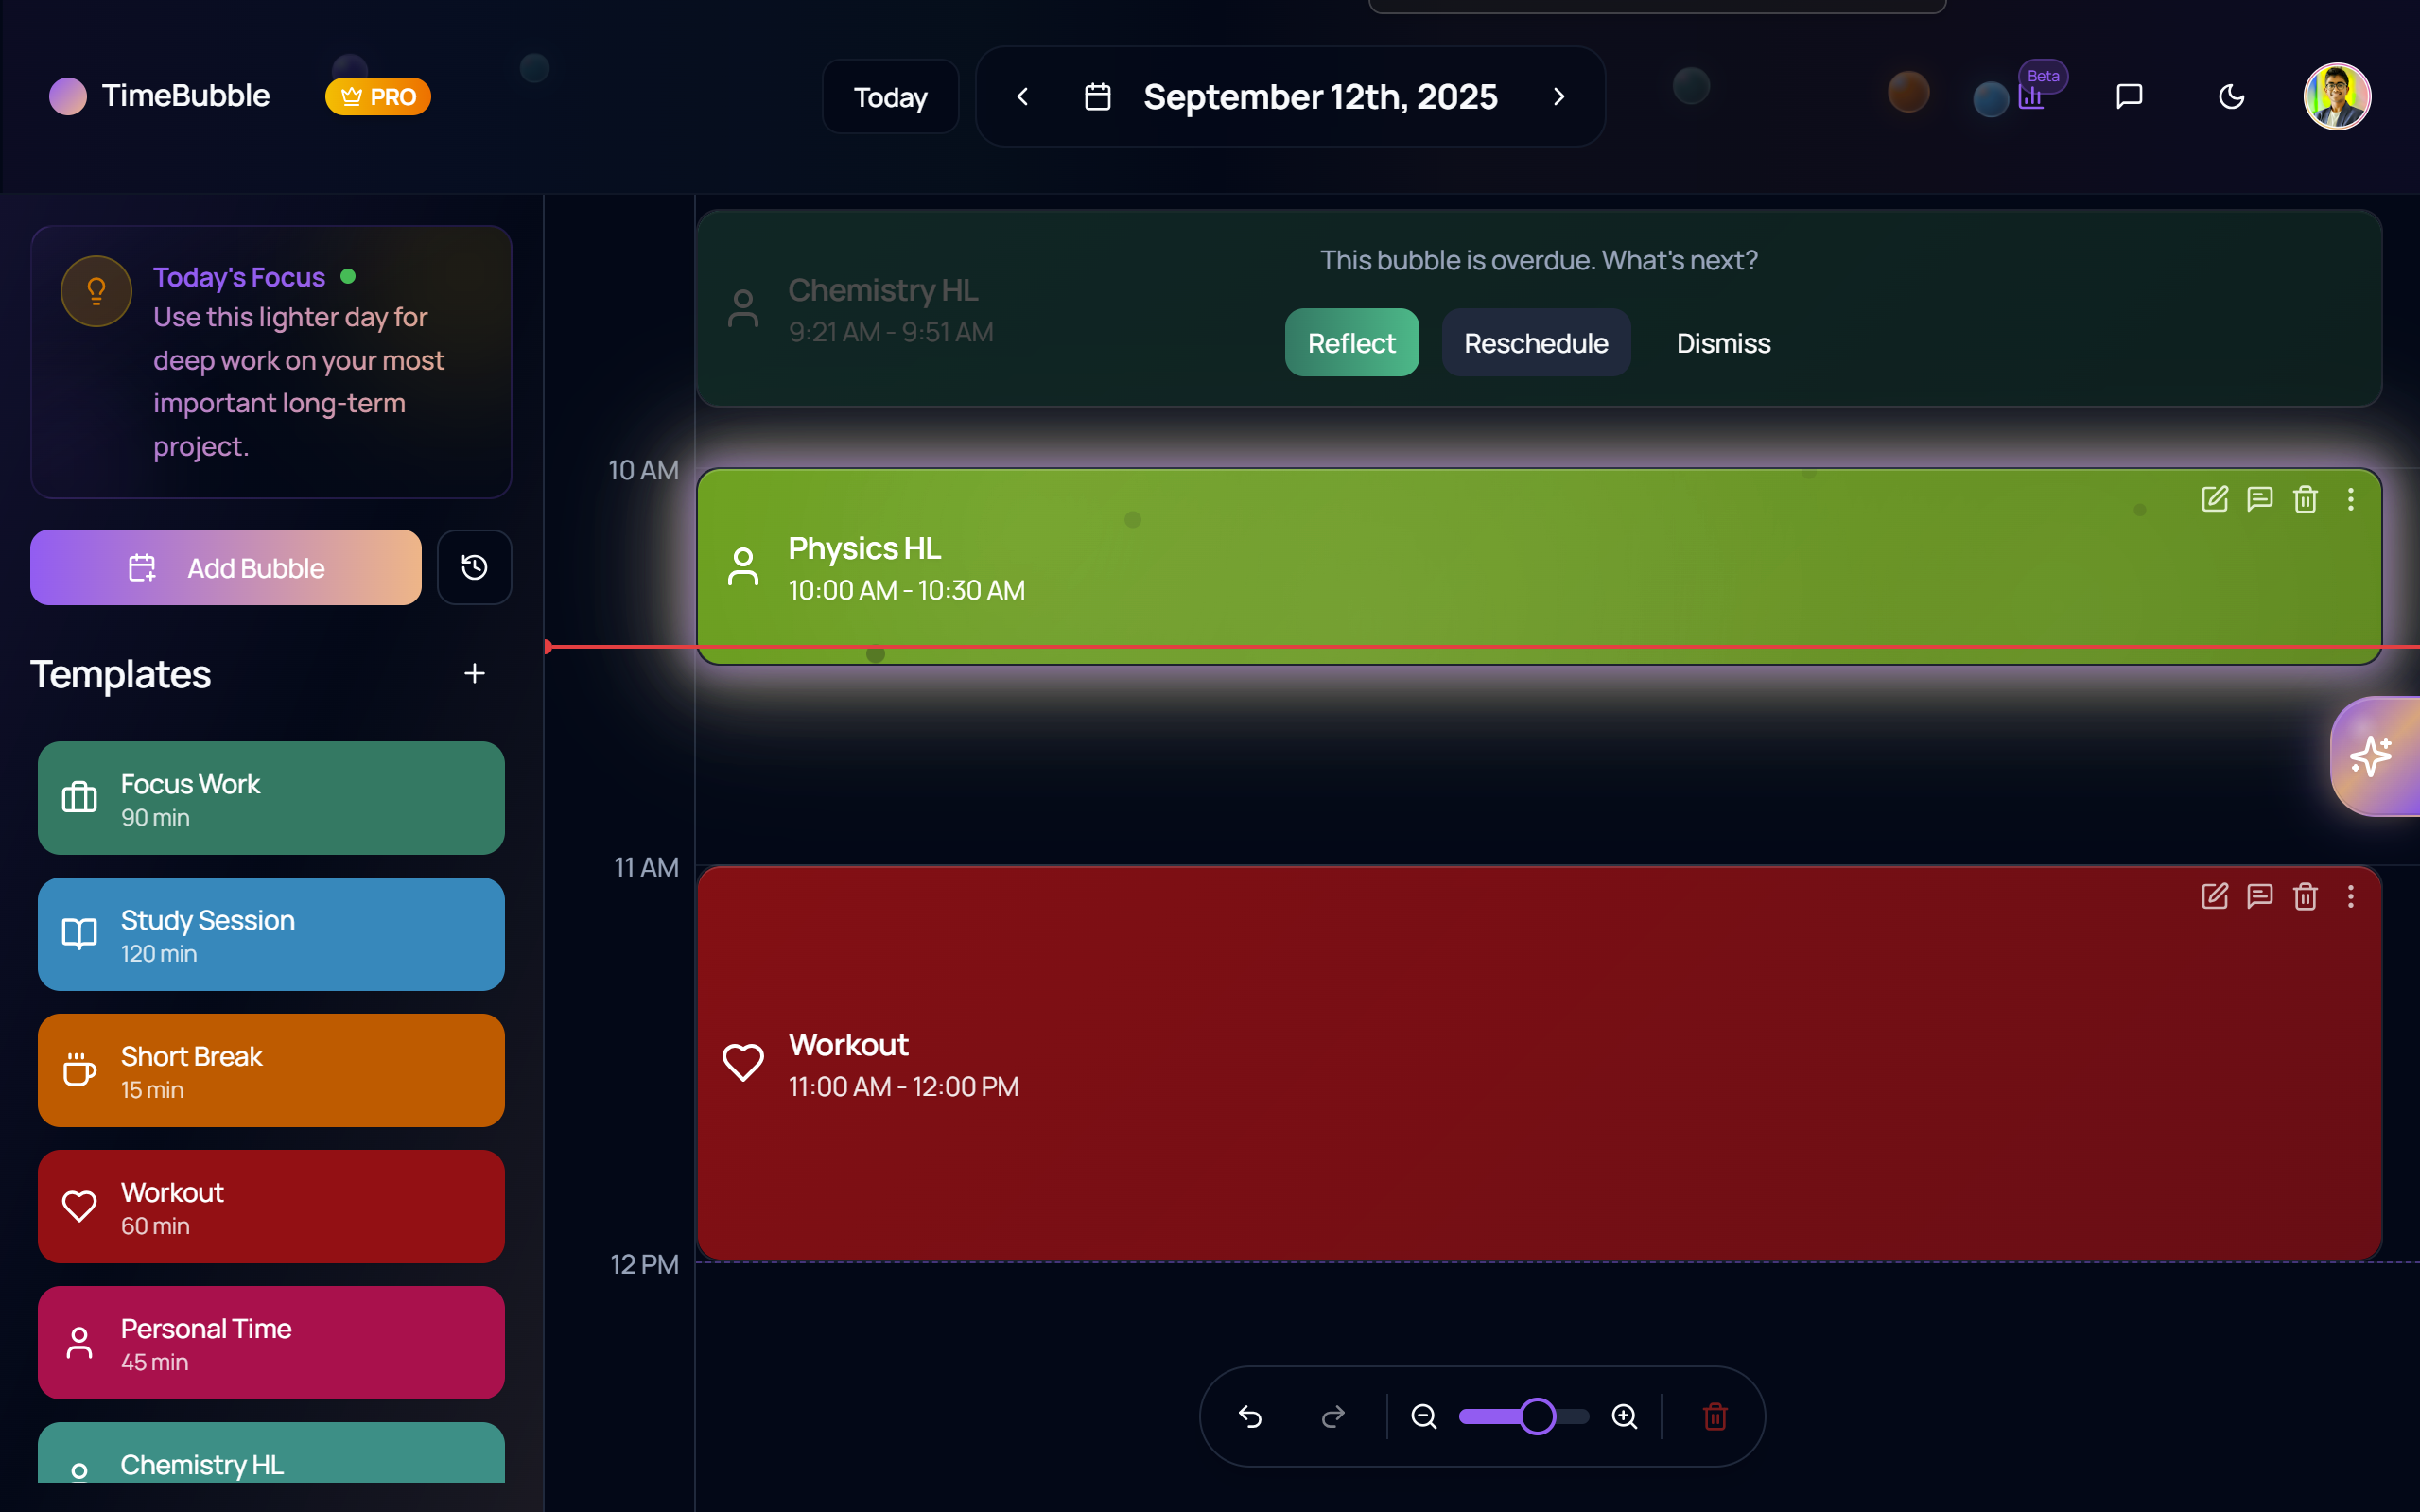 TimeBubble
PRO
Today
September 12th, 2025
Beta
Today's Focus
Use this lighter day for
deep work on your most
important long-term
project.
Add Bubble
Templates
Focus Work
90 min
Study Session
120 min
Short Break
15 min
Workout
60 min
Personal Time
45 min
Chemistry HL
Chemistry HL
9:21 AM - 9:51 AM
This bubble is overdue. What's next?
Reflect
Reschedule
Dismiss
10 AM
Physics HL
10:00 AM - 10:30 AM
11 AM
Workout
11:00 AM - 12:00 PM
12 PM